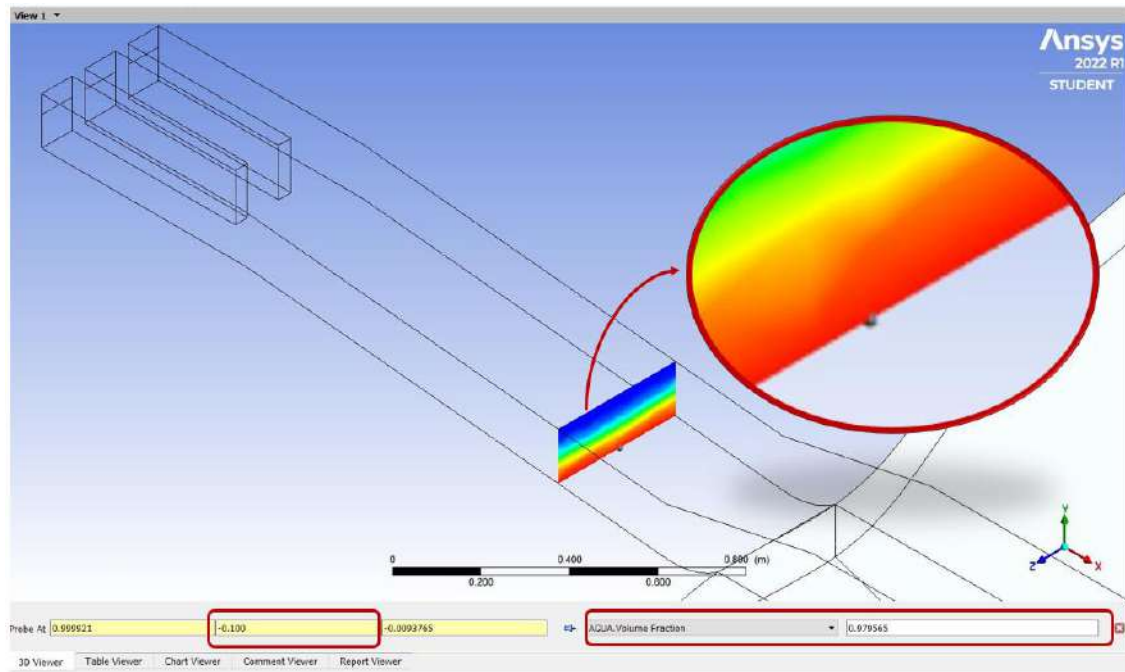 View 1
Ansys
2022 R1
STUDENT
0 0.400 0.800 (m)
0.200 0.600
Y
Z X
Probe At 0.999921 -0.100 -0.0093765 AQUA.Volume Fraction 0.979565
3D Viewer Table Viewer Chart Viewer Comment Viewer Report Viewer